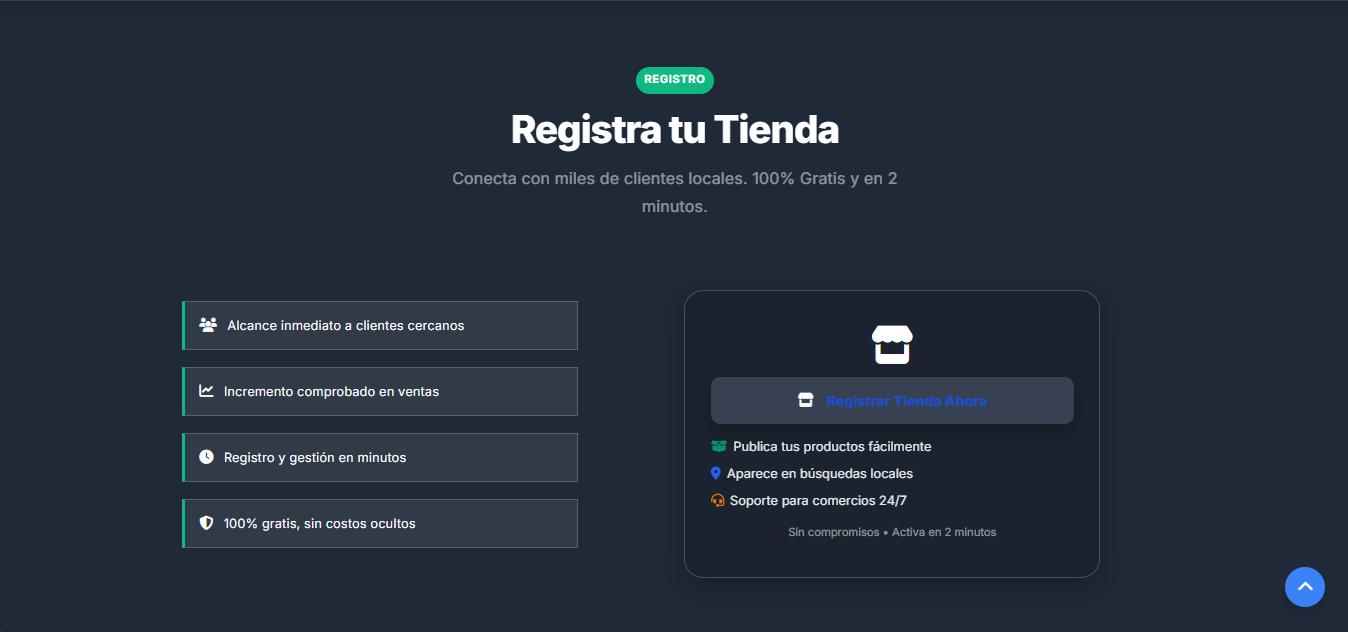 REGISTRO
Registra tu Tienda
Conecta con miles de clientes locales. 100% Gratis y en 2
minutos.
Alcance inmediato a clientes cercanos
Incremento comprobado en ventas
Registro y gestión en minutos
100% gratis, sin costos ocultos
Registrar Tienda Ahora
Publica tus productos fácilmente
Aparece en búsquedas locales
Soporte para comercios 24/7
Sin compromisos • Activa en 2 minutos